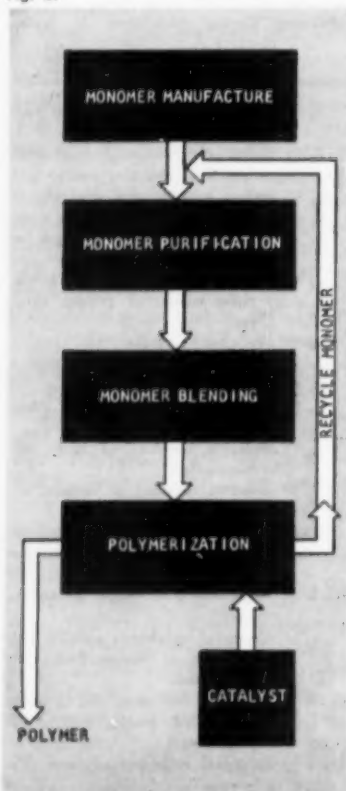 MONOMER MANUFACTURE
MONOMER PURIFICATION
RECYCLE MONOMER
MONOMER BLENDING
POLYMERIZATION
CATALYST
POLYMER